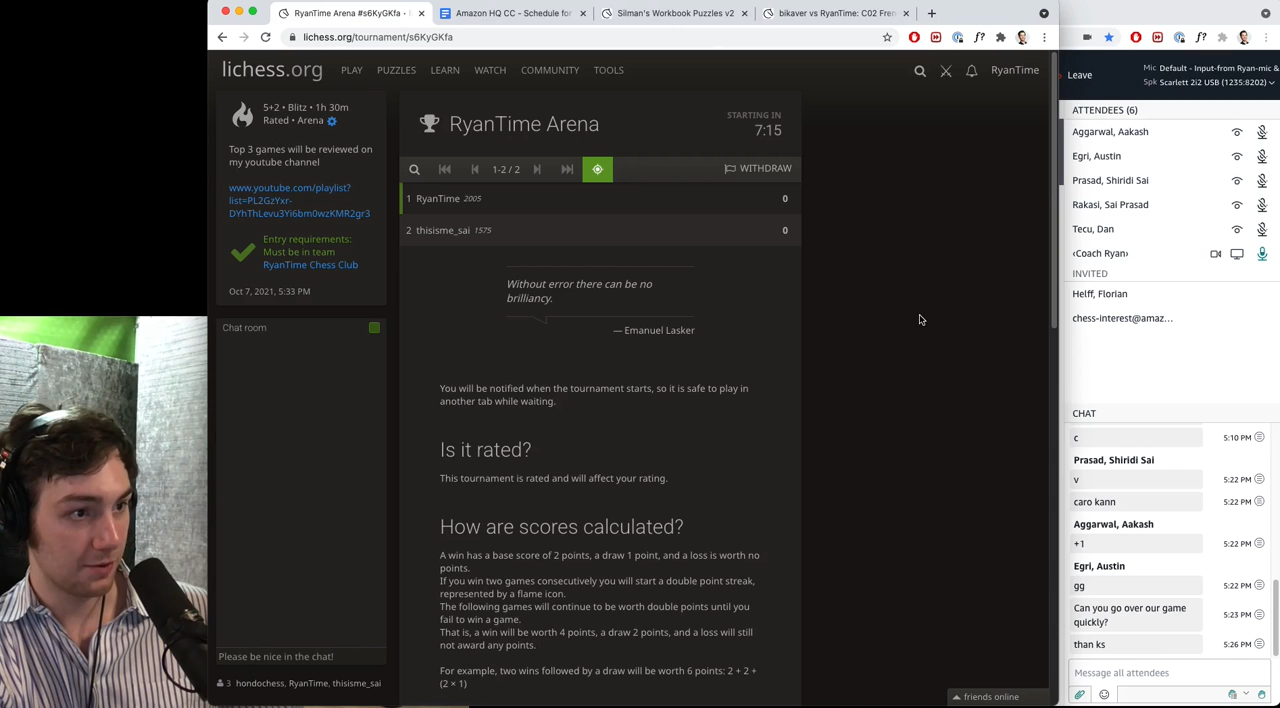 RyanTime Arena #s6KyGKfa •
Amazon HQ CC - Schedule for
Silman's Workbook Puzzles v2
bikaver vs RyanTime: C02 Fren
lichess.org/tournament/s6KyGKfa
lichess.org
PLAY PUZZLES LEARN WATCH COMMUNITY TOOLS
RyanTime
5+2 • Blitz • 1h 30m
Rated • Arena
Top 3 games will be reviewed on
my youtube channel
www.youtube.com/playlist?
list=PL2GzYxr-
DYhThLevu3Yi6bm0wzKMR2gr3
Entry requirements:
Must be in team
RyanTime Chess Club
Oct 7, 2021, 5:33 PM
Chat room
Please be nice in the chat!
3 hondochess, RyanTime, thisisme_sai
RyanTime Arena
STARTING IN
7:15
1-2 / 2
WITHDRAW
1 RyanTime 2005 0
2 thisisme_sai 1575 0
Without error there can be no
brilliancy.
— Emanuel Lasker
You will be notified when the tournament starts, so it is safe to play in
another tab while waiting.
Is it rated?
This tournament is rated and will affect your rating.
How are scores calculated?
A win has a base score of 2 points, a draw 1 point, and a loss is worth no
points.
If you win two games consecutively you will start a double point streak,
represented by a flame icon.
The following games will continue to be worth double points until you
fail to win a game.
That is, a win will be worth 4 points, a draw 2 points, and a loss will still
not award any points.
For example, two wins followed by a draw will be worth 6 points: 2 + 2 +
(2 × 1)
friends online
Leave
Mic Default - Input-from Ryan-mic &
Spk Scarlett 2i2 USB (1235:8202)
ATTENDEES (6)
Aggarwal, Aakash
Egri, Austin
Prasad, Shiridi Sai
Rakasi, Sai Prasad
Tecu, Dan
‹Coach Ryan›
INVITED
Helff, Florian
chess-interest@amaz...
CHAT
c 5:10 PM
Prasad, Shiridi Sai
v 5:22 PM
caro kann 5:22 PM
Aggarwal, Aakash
+1 5:22 PM
Egri, Austin
gg 5:22 PM
Can you go over our game
quickly? 5:23 PM
than ks 5:26 PM
Message all attendees